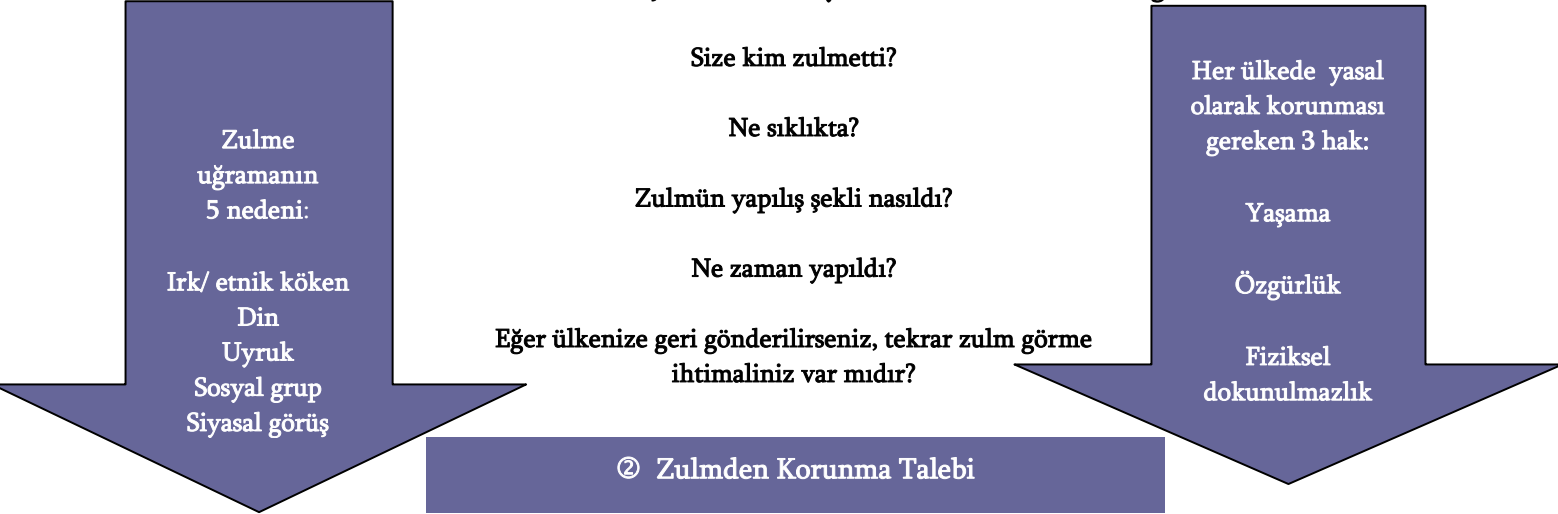 Zulme
uğramanın
5 nedeni:
Irk/ etnik köken
Din
Uyruk
Sosyal grup
Siyasal görüş
Size kim zulmetti?
Ne sıklıkta?
Zulmün yapılış şekli nasıldı?
Ne zaman yapıldı?
Eğer ülkenize geri gönderilirseniz, tekrar zulm görme
ihtimaliniz var mıdır?
Her ülkede  yasal
olarak korunması
gereken 3 hak:
Yaşama
Özgürlük
Fiziksel
dokunulmazlık
② Zulmden Korunma Talebi